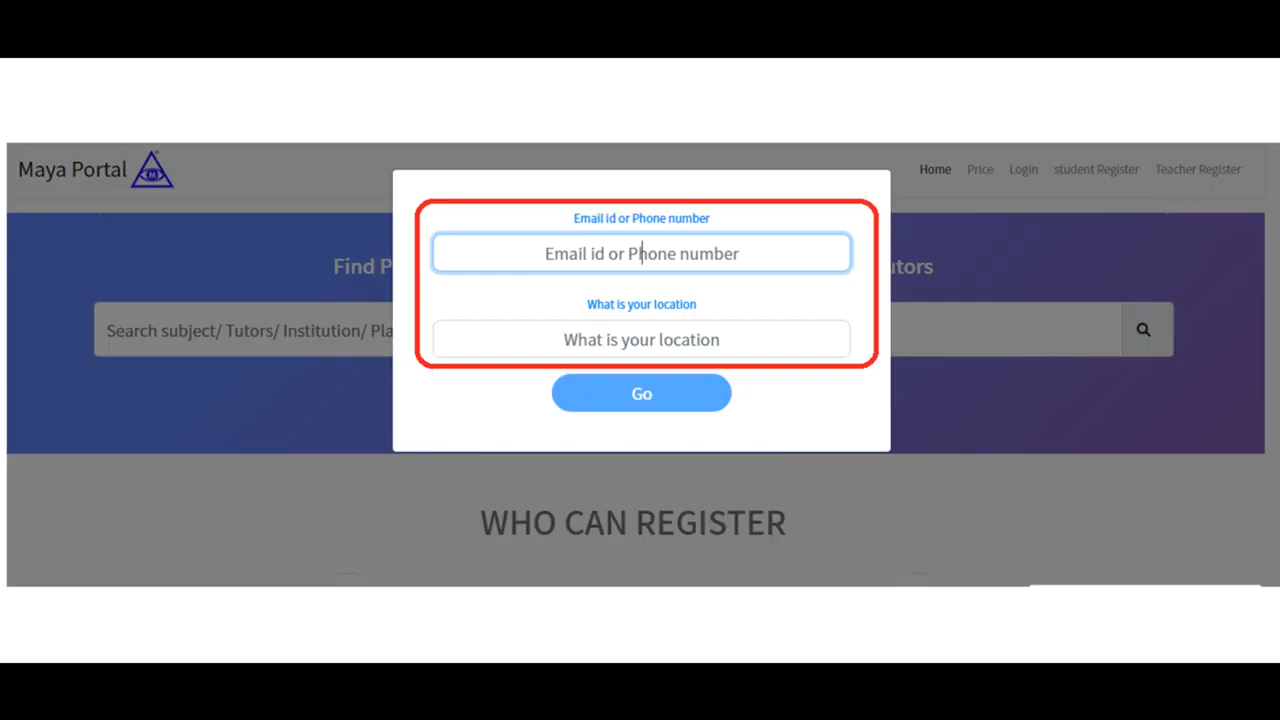 Maya Portal
M
Home Price Login student Register Teacher Register
Email id or Phone number
Email id or Phone number
Find P
utors
What is your location
Search subject/ Tutors/ Institution/ Pla
What is your location
Go
WHO CAN REGISTER